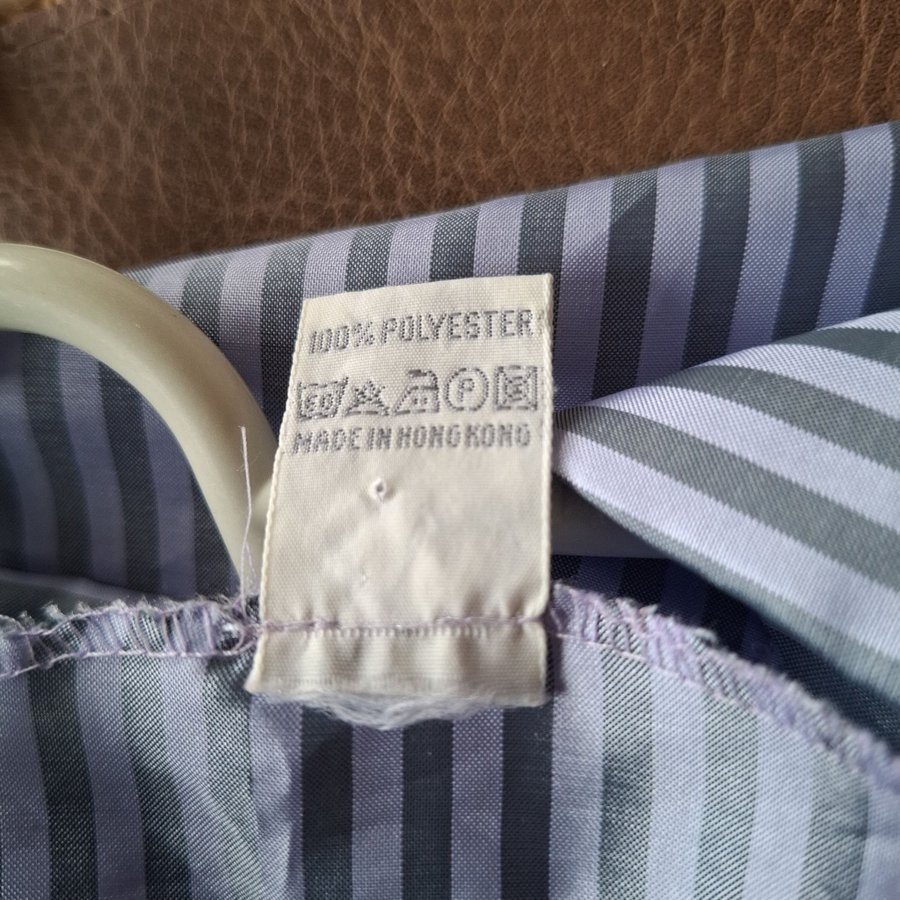 100% POLYESTER
P
MADE IN HONG KONG